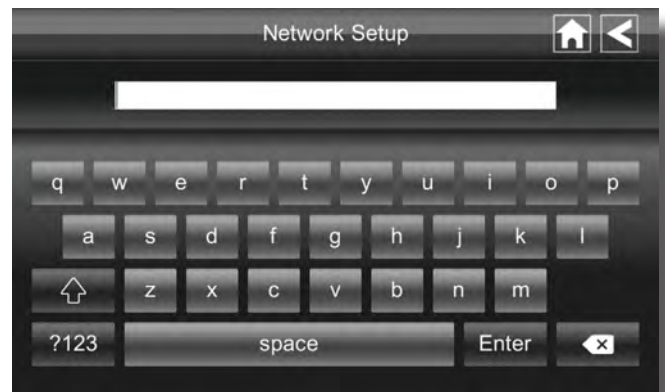 Network Setup
q w e r t y u i o p
a s d f g h j k l
z x c v b n m
?123 space Enter